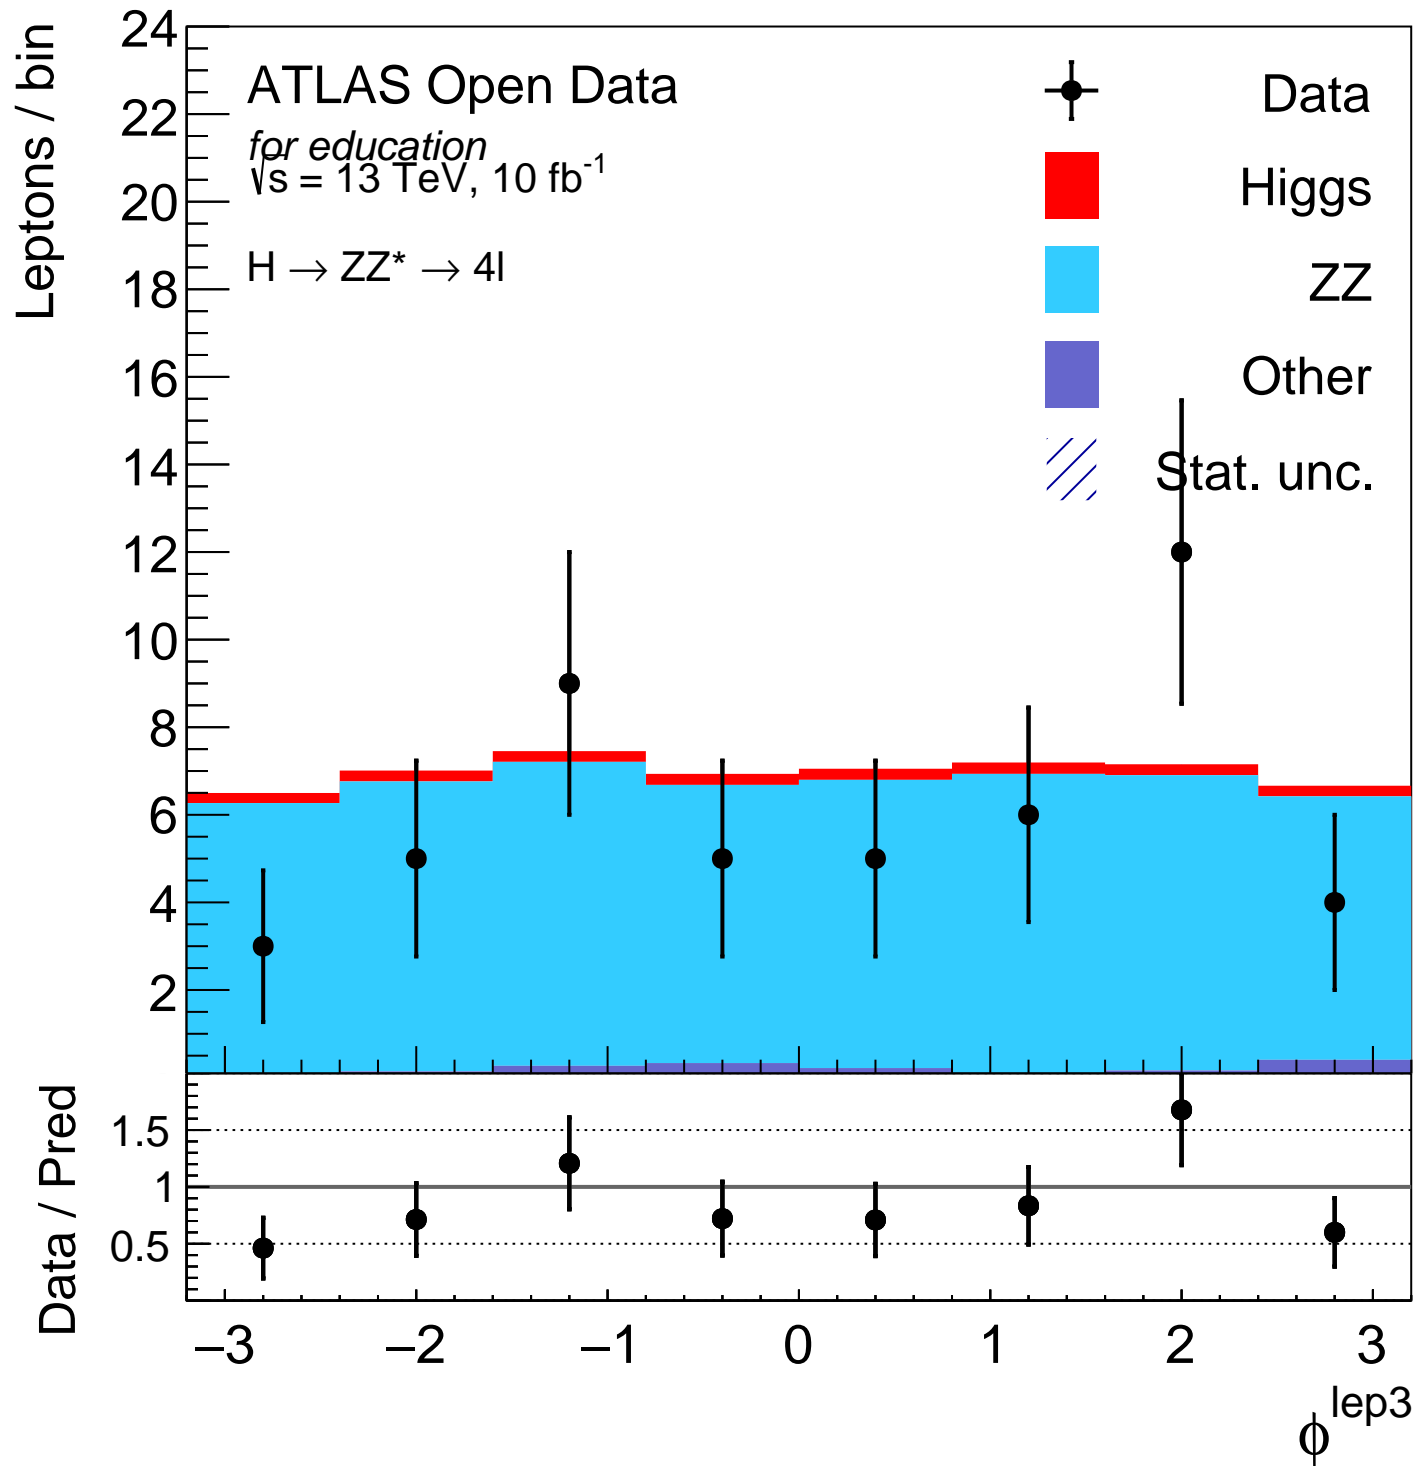 Leptons / bin
24
22
20
18
16
14
12
10
8
6
4
2
ATLAS Open Data
for education
√s = 13 TeV, 10 fb⁻¹
H → ZZ* → 4l
Data
Higgs
ZZ
Other
Stat. unc.
Data / Pred
1.5
1
0.5
–3 –2 –1 0 1 2 3
ϕ^lep3